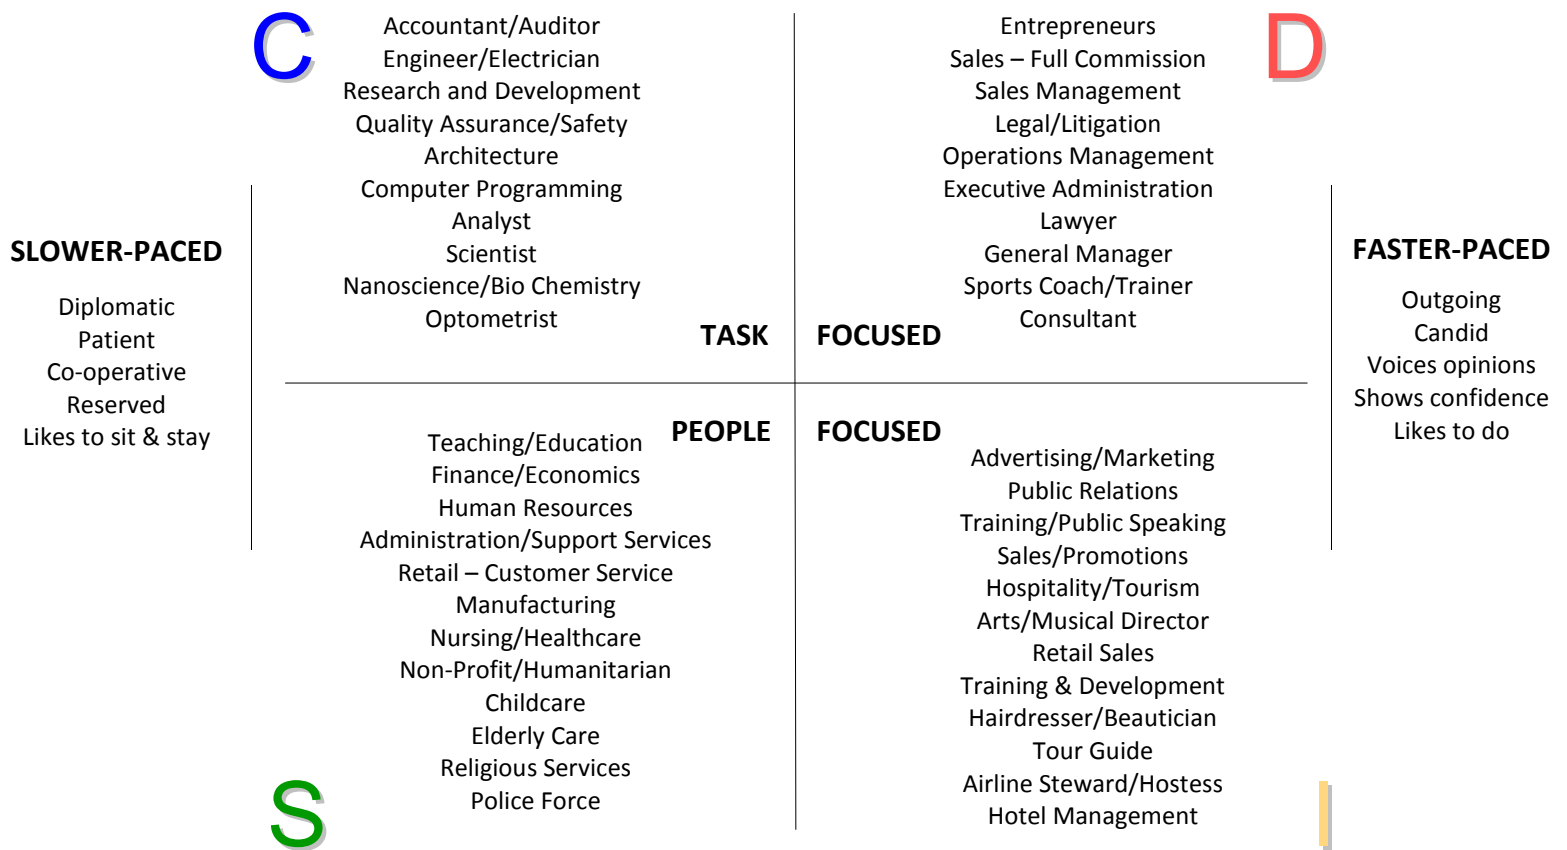 C
Accountant/Auditor
Engineer/Electrician
Research and Development
Quality Assurance/Safety
Architecture
Computer Programming
Analyst
Scientist
Nanoscience/Bio Chemistry
Optometrist
D
Entrepreneurs
Sales – Full Commission
Sales Management
Legal/Litigation
Operations Management
Executive Administration
Lawyer
General Manager
Sports Coach/Trainer
Consultant
SLOWER-PACED
Diplomatic
Patient
Co-operative
Reserved
Likes to sit & stay
TASK FOCUSED
FASTER-PACED
Outgoing
Candid
Voices opinions
Shows confidence
Likes to do
PEOPLE FOCUSED
Teaching/Education
Finance/Economics
Human Resources
Administration/Support Services
Retail – Customer Service
Manufacturing
Nursing/Healthcare
Non-Profit/Humanitarian
Childcare
Elderly Care
Religious Services
Police Force
S
Advertising/Marketing
Public Relations
Training/Public Speaking
Sales/Promotions
Hospitality/Tourism
Arts/Musical Director
Retail Sales
Training & Development
Hairdresser/Beautician
Tour Guide
Airline Steward/Hostess
Hotel Management
I